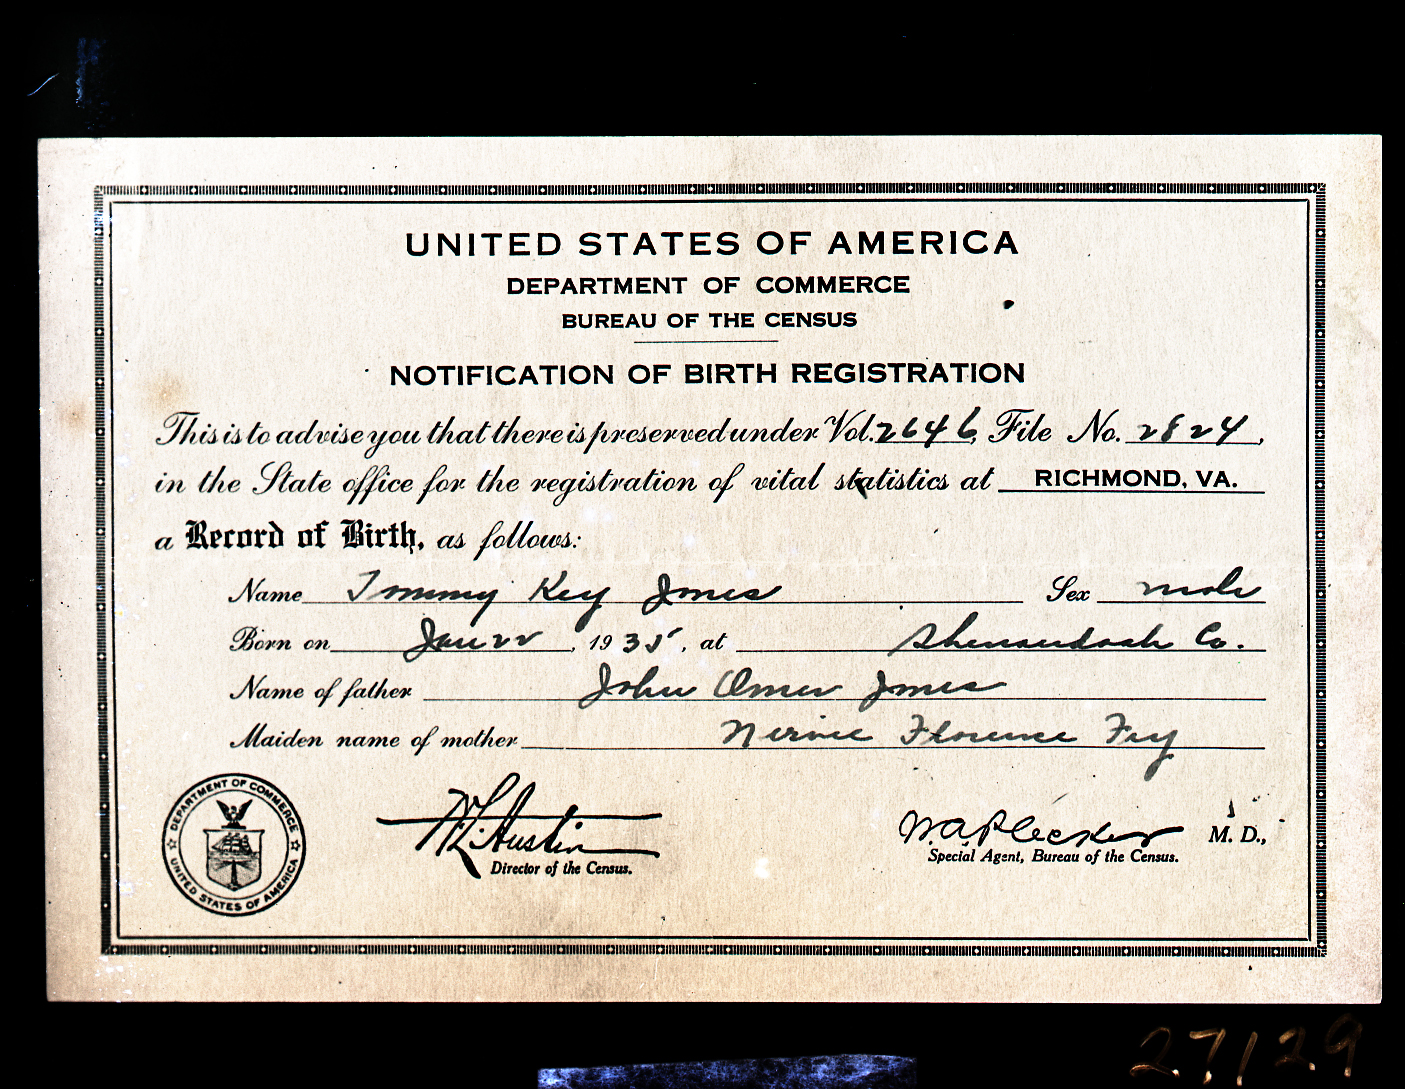 UNITED STATES OF AMERICA
DEPARTMENT OF COMMERCE
BUREAU OF THE CENSUS
NOTIFICATION OF BIRTH REGISTRATION
This is to advise you that there is preserved under Vol. 2646, File No. 2824,
in the State office for the registration of vital statistics at RICHMOND, VA.
a Record of Birth, as follows:
Name Tommy Key Jones Sex male
Born on Jan 22, 1935, at Shenandoah Co.
Name of father John Omer Jones
Maiden name of mother Nervie Florence Fry
DEPARTMENT OF COMMERCE
UNITED STATES OF AMERICA
W.L. Austin
Director of the Census.
W.A. Plecker M. D.,
Special Agent, Bureau of the Census.
27129